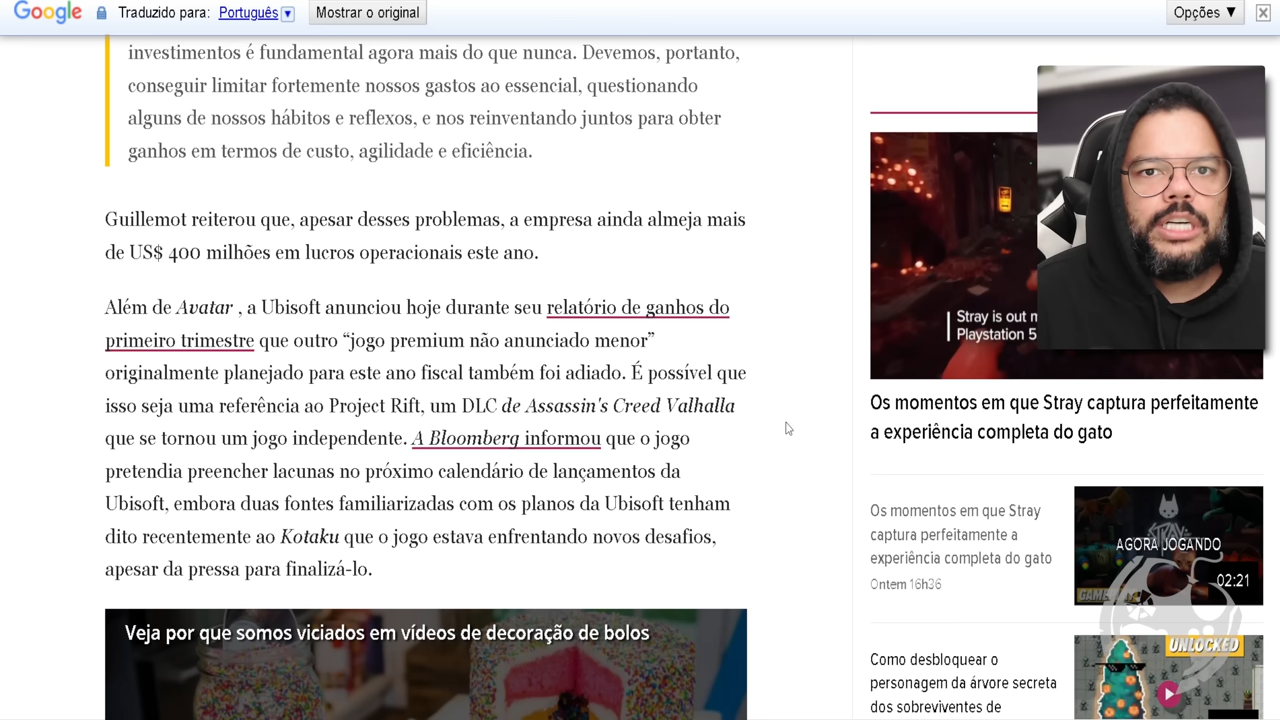 Google Traduzido para: Português ▼ Mostrar o original Opções ▼
investimentos é fundamental agora mais do que nunca. Devemos, portanto,
conseguir limitar fortemente nossos gastos ao essencial, questionando
alguns de nossos hábitos e reflexos, e nos reinventando juntos para obter
ganhos em termos de custo, agilidade e eficiência.
Guillemot reiterou que, apesar desses problemas, a empresa ainda almeja mais
de US$ 400 milhões em lucros operacionais este ano.
Além de Avatar , a Ubisoft anunciou hoje durante seu relatório de ganhos do
primeiro trimestre que outro “jogo premium não anunciado menor”
originalmente planejado para este ano fiscal também foi adiado. É possível que
isso seja uma referência ao Project Rift, um DLC de Assassin's Creed Valhalla
que se tornou um jogo independente. A Bloomberg informou que o jogo
pretendia preencher lacunas no próximo calendário de lançamentos da
Ubisoft, embora duas fontes familiarizadas com os planos da Ubisoft tenham
dito recentemente ao Kotaku que o jogo estava enfrentando novos desafios,
apesar da pressa para finalizá-lo.
Veja por que somos viciados em vídeos de decoração de bolos
Stray is out
Playstation 5
Os momentos em que Stray captura perfeitamente
a experiência completa do gato
Os momentos em que Stray
captura perfeitamente a
experiência completa do gato
Ontem 16h36
STRAY
AGORA JOGANDO
02:21
Como desbloquear o
personagem da árvore secreta
dos sobreviventes de
UNLOCKED